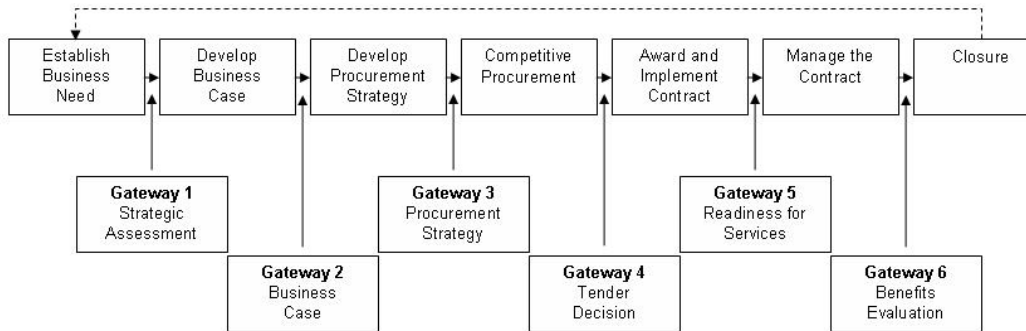 Establish
Business
Need
Develop
Business
Case
Develop
Procurement
Strategy
Competitive
Procurement
Award and
Implement
Contract
Manage the
Contract
Closure
Gateway 1
Strategic
Assessment
Gateway 3
Procurement
Strategy
Gateway 5
Readiness for
Services
Gateway 2
Business
Case
Gateway 4
Tender
Decision
Gateway 6
Benefits
Evaluation